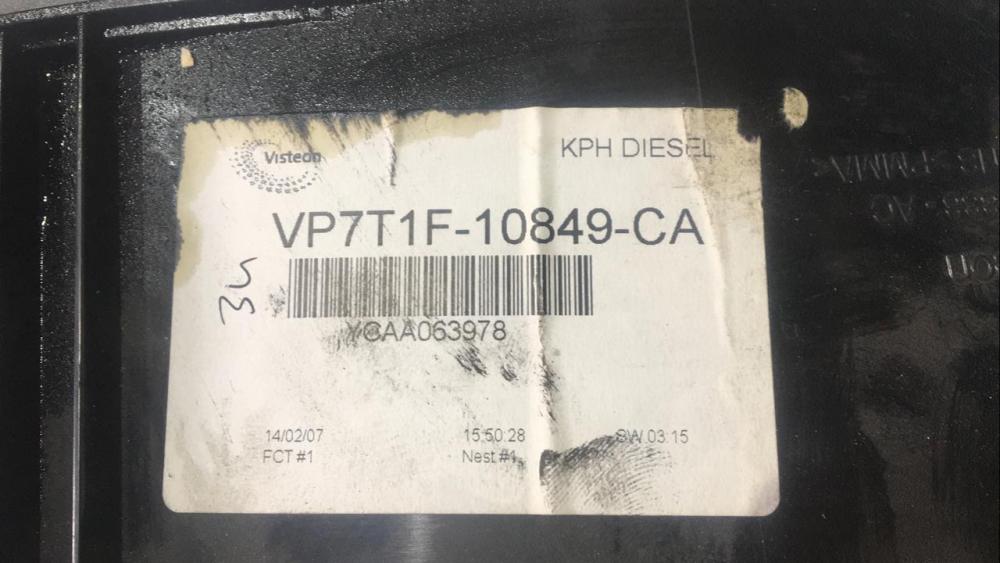 Visteon
KPH DIESEL
VP7T1F-10849-CA
34
YCAA063978
14/02/07 15:50:28 SW.03.15
FCT #1 Nest #1